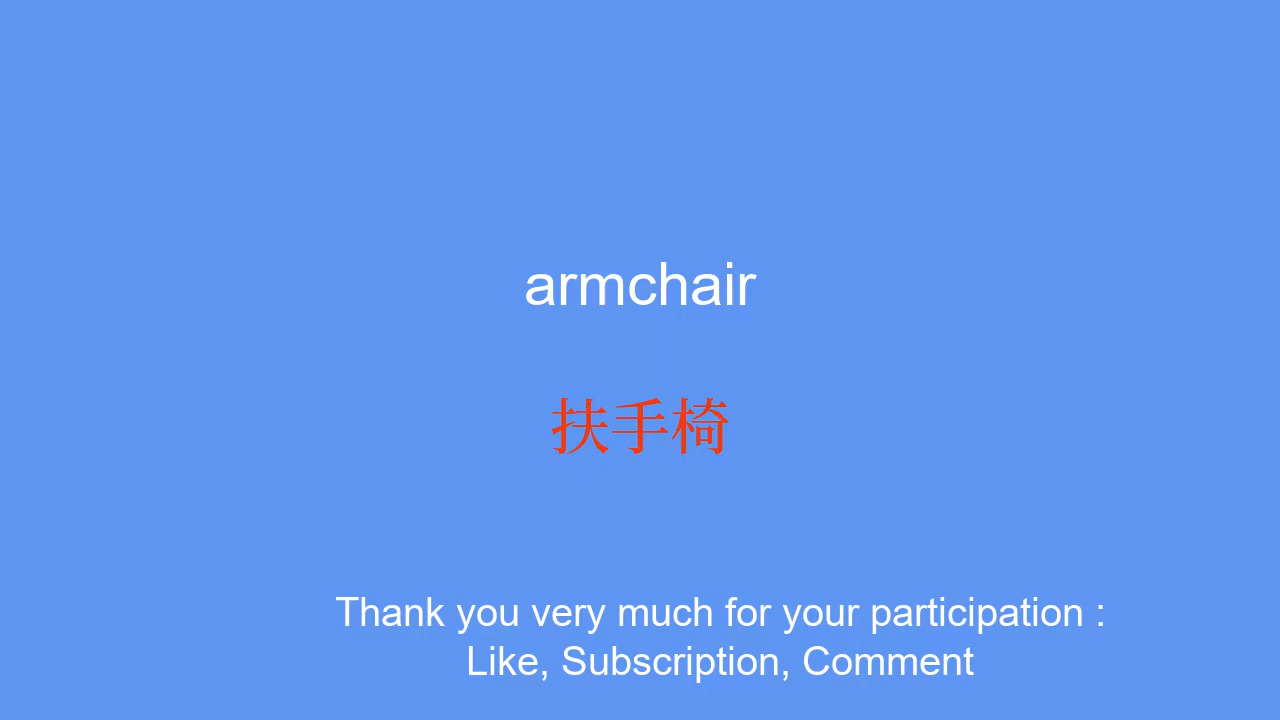 armchair
扶手椅
Thank you very much for your participation :
Like, Subscription, Comment